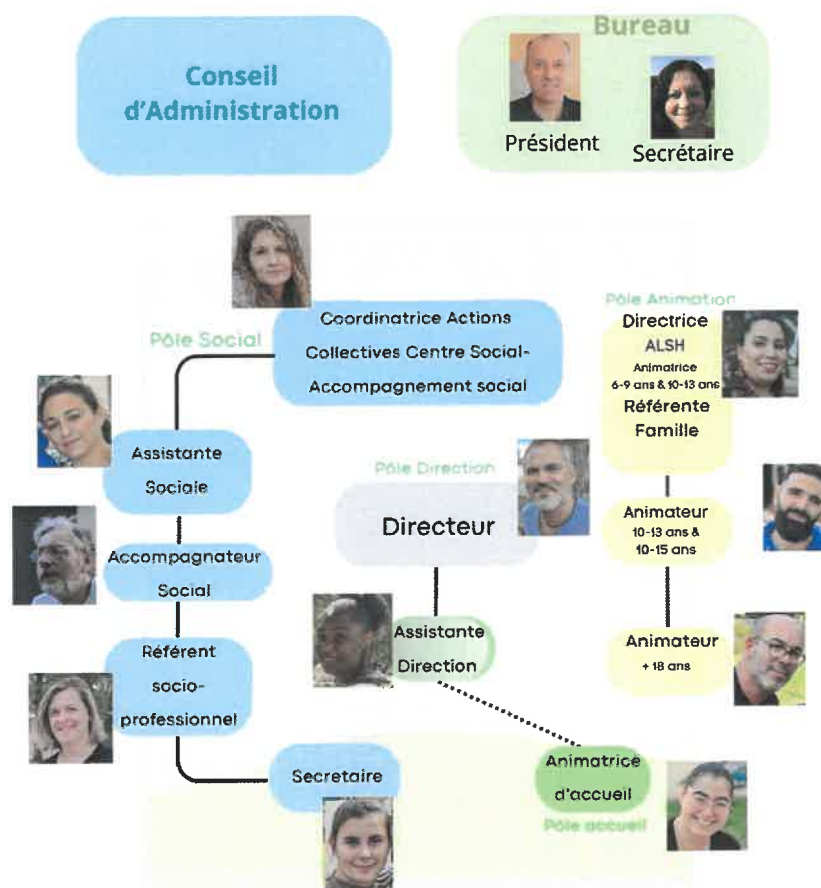 Conseil
d'Administration
Bureau
Président
Secrétaire
Pôle Social
Coordinatrice Actions
Collectives Centre Social-
Accompagnement social
Assistante
Sociale
Accompagnateur
Social
Référent
socio-
professionnel
Secretaire
Pôle Direction
Directeur
Assistante
Direction
Animatrice
d'accueil
Pôle accueil
Pôle Animation
Directrice
ALSH
Animatrice
6-9 ans & 10-13 ans
Référente
Famille
Animateur
10-13 ans &
10-15 ans
Animateur
+ 18 ans